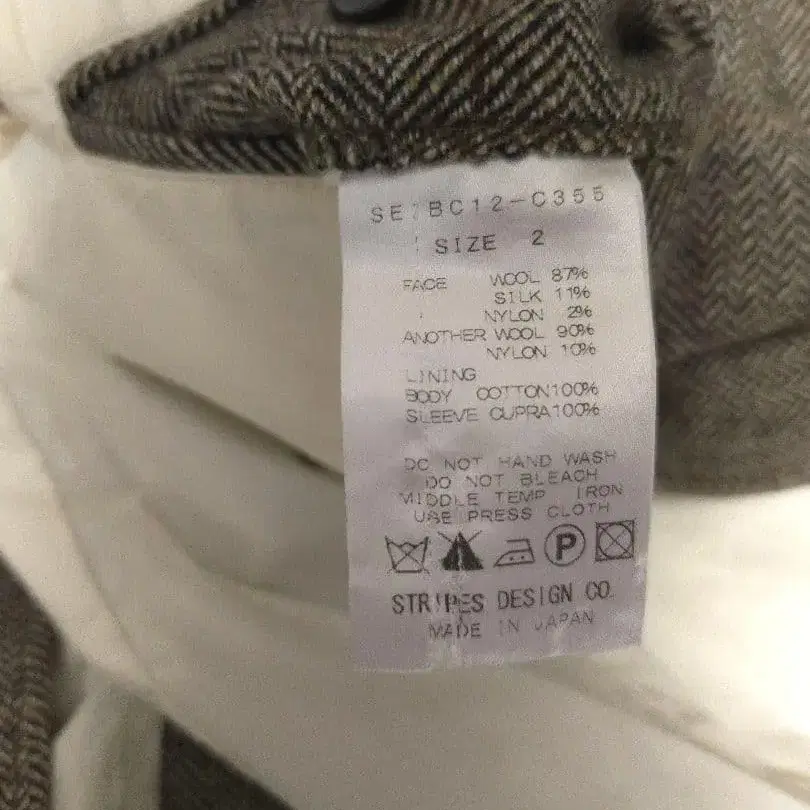 SE7BC12-C355
SIZE 2
FACE WOOL 87%
SILK 11%
NYLON 2%
ANOTHER WOOL 90%
NYLON 10%
LINING
BODY COTTON100%
SLEEVE CUPRA100%
DO NOT HAND WASH
DO NOT BLEACH
MIDDLE TEMP IRON
USE PRESS CLOTH
P
STRIPES DESIGN CO.
MADE IN JAPAN